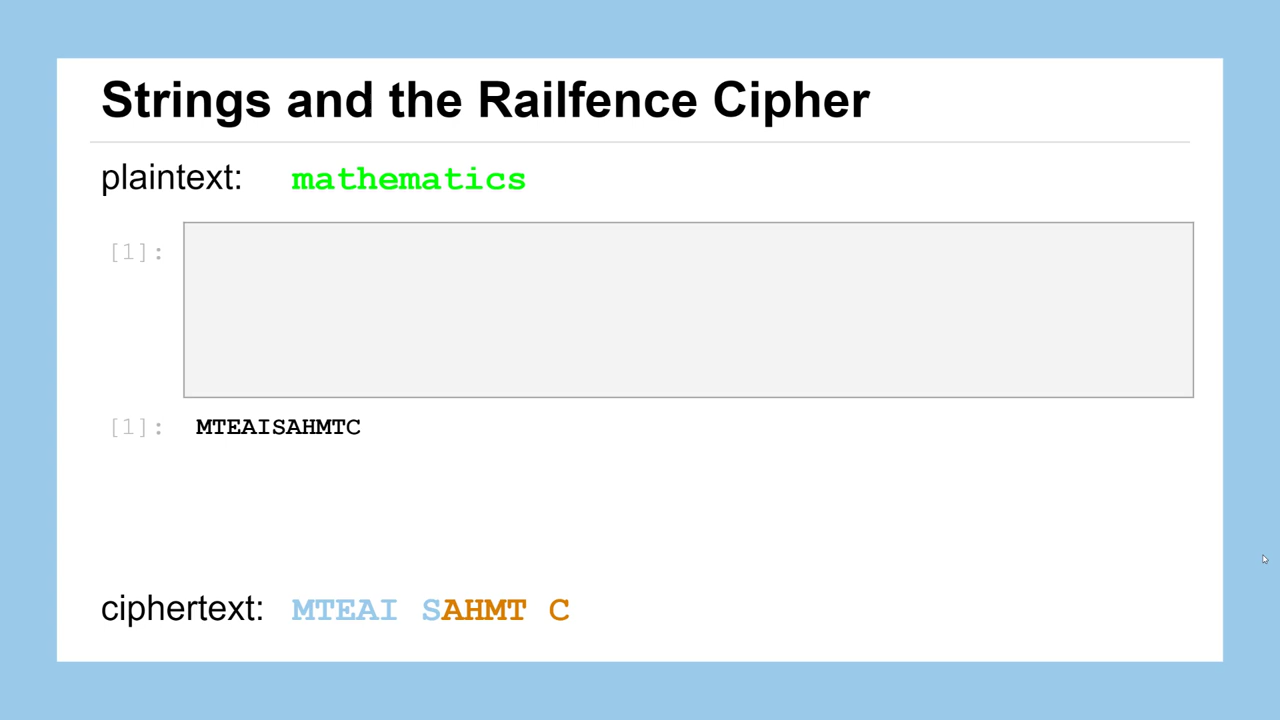 Strings and the Railfence Cipher
plaintext: mathematics
[1]:
[1]: MTEAISAHMTC
ciphertext: MTEAI SAHMT C